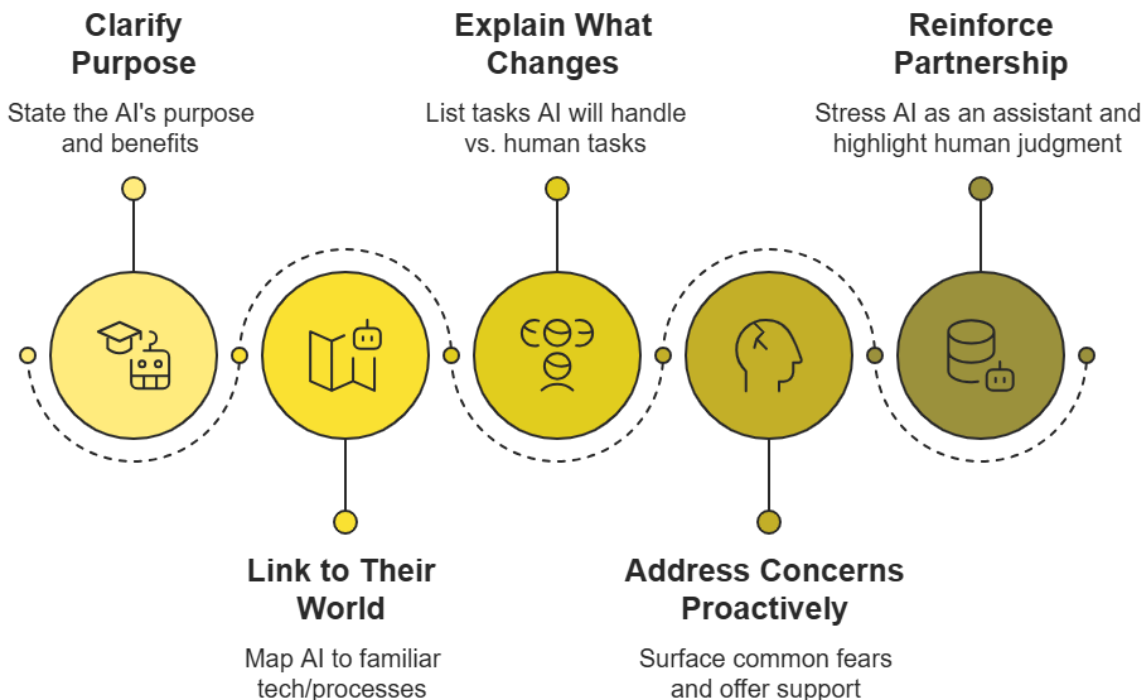 Clarify
Purpose
State the AI's purpose
and benefits
Link to Their
World
Map AI to familiar
tech/processes
Explain What
Changes
List tasks AI will handle
vs. human tasks
Address Concerns
Proactively
Surface common fears
and offer support
Reinforce
Partnership
Stress AI as an assistant and
highlight human judgment